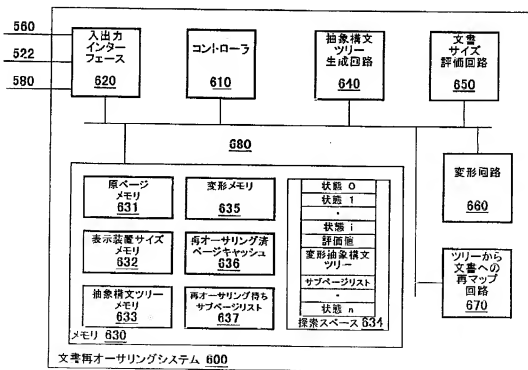 560
522
580
入出力
インター
フェース
620
コントローラ
610
抽象構文
ツリー
生成回路
640
文書
サイズ
評価回路
650
680
変形回路
660
ツリーから
文書への
再マップ
回路
670
原ページ
メモリ
631
変形メモリ
635
表示装置サイズ
メモリ
632
再オーサリング済
ページキャッシュ
636
抽象構文ツリー
メモリ
633
再オーサリング待ち
サブページリスト
637
状態 0
状態 1
・
状態 i
評価値
変形抽象構文
ツリー
サブページリスト
・
状態 n
探索スペース 634
メモリ 630
文書再オーサリングシステム 600